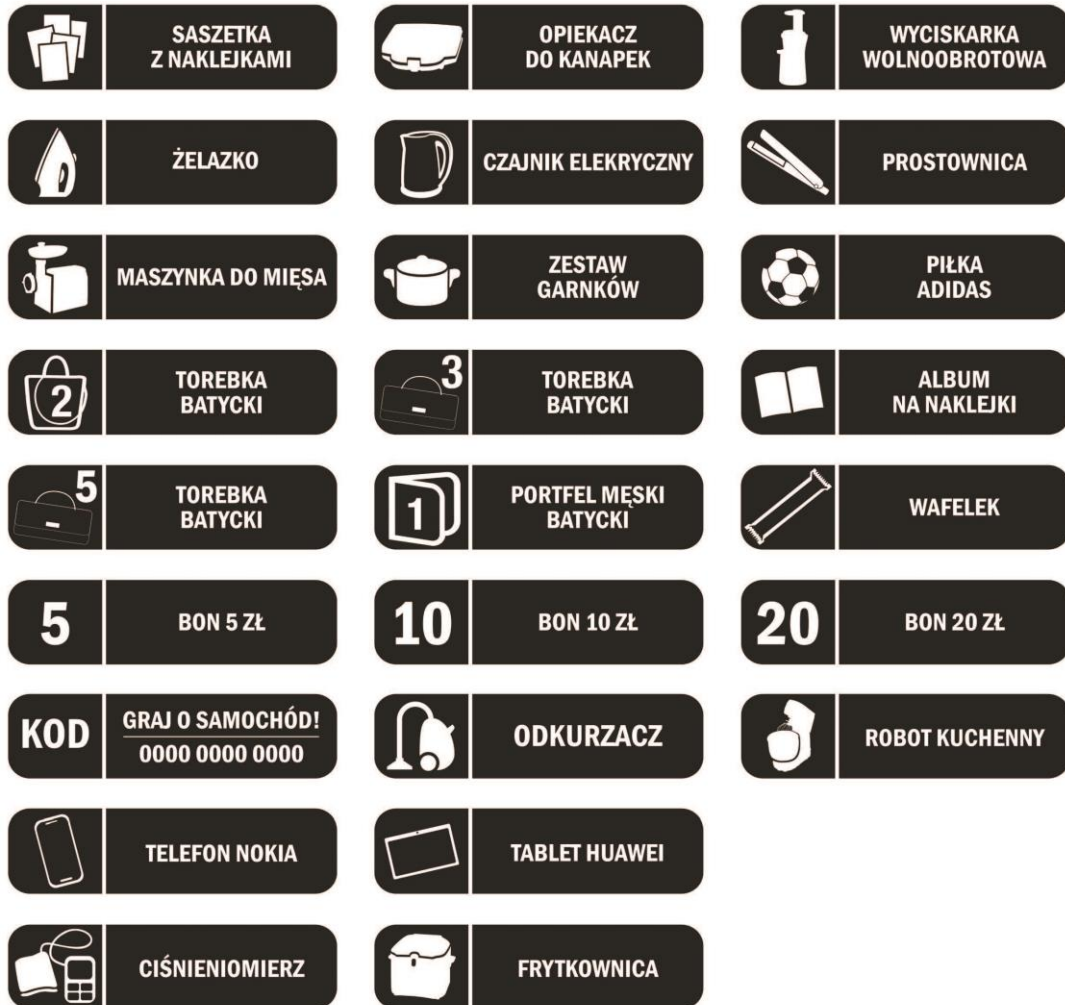 SASZETKA
Z NAKLEJKAMI
OPIEKACZ
DO KANAPEK
WYCISKARKA
WOLNOOBROTOWA
ŻELAZKO
CZAJNIK ELEKRYCZNY
PROSTOWNICA
MASZYNKA DO MIĘSA
ZESTAW
GARNKÓW
PIŁKA
ADIDAS
2
TOREBKA
BATYCKI
3
TOREBKA
BATYCKI
ALBUM
NA NAKLEJKI
5
TOREBKA
BATYCKI
1
PORTFEL MĘSKI
BATYCKI
WAFELEK
5
BON 5 ZŁ
10
BON 10 ZŁ
20
BON 20 ZŁ
KOD
GRAJ O SAMOCHÓD!
0000 0000 0000
ODKURZACZ
ROBOT KUCHENNY
TELEFON NOKIA
TABLET HUAWEI
CIŚNIENIOMIERZ
FRYTKOWNICA